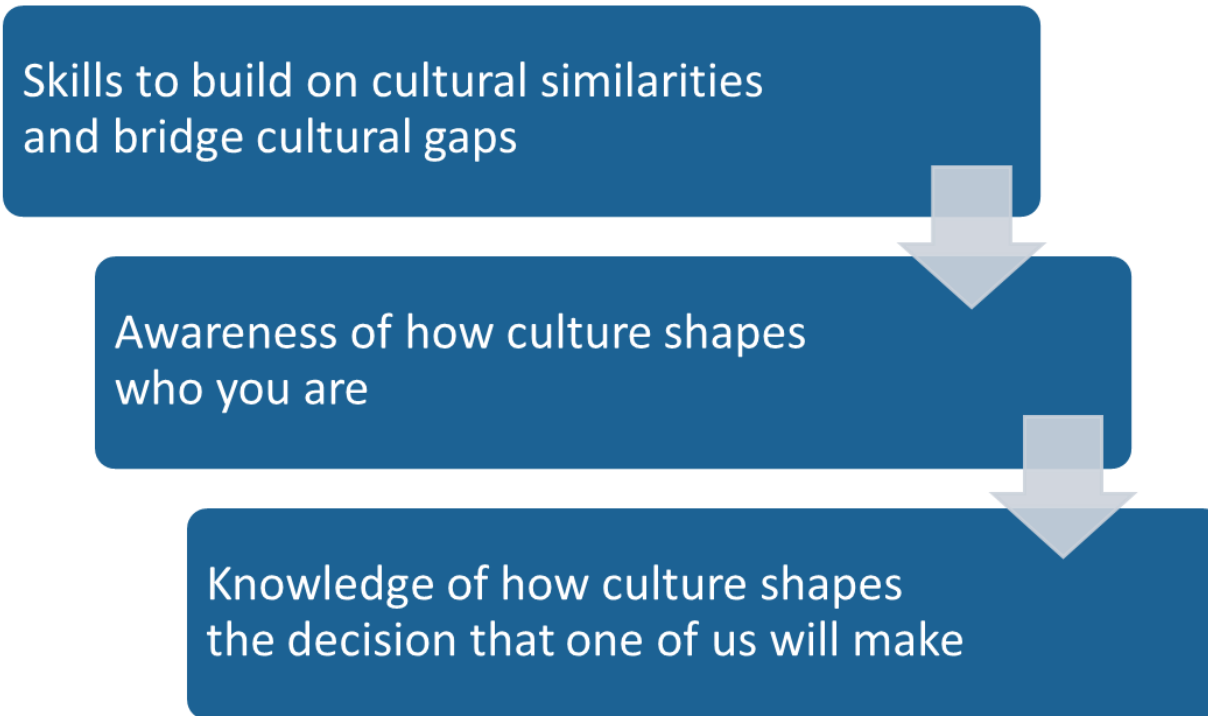 Skills to build on cultural similarities
and bridge cultural gaps
Awareness of how culture shapes
who you are
Knowledge of how culture shapes
the decision that one of us will make